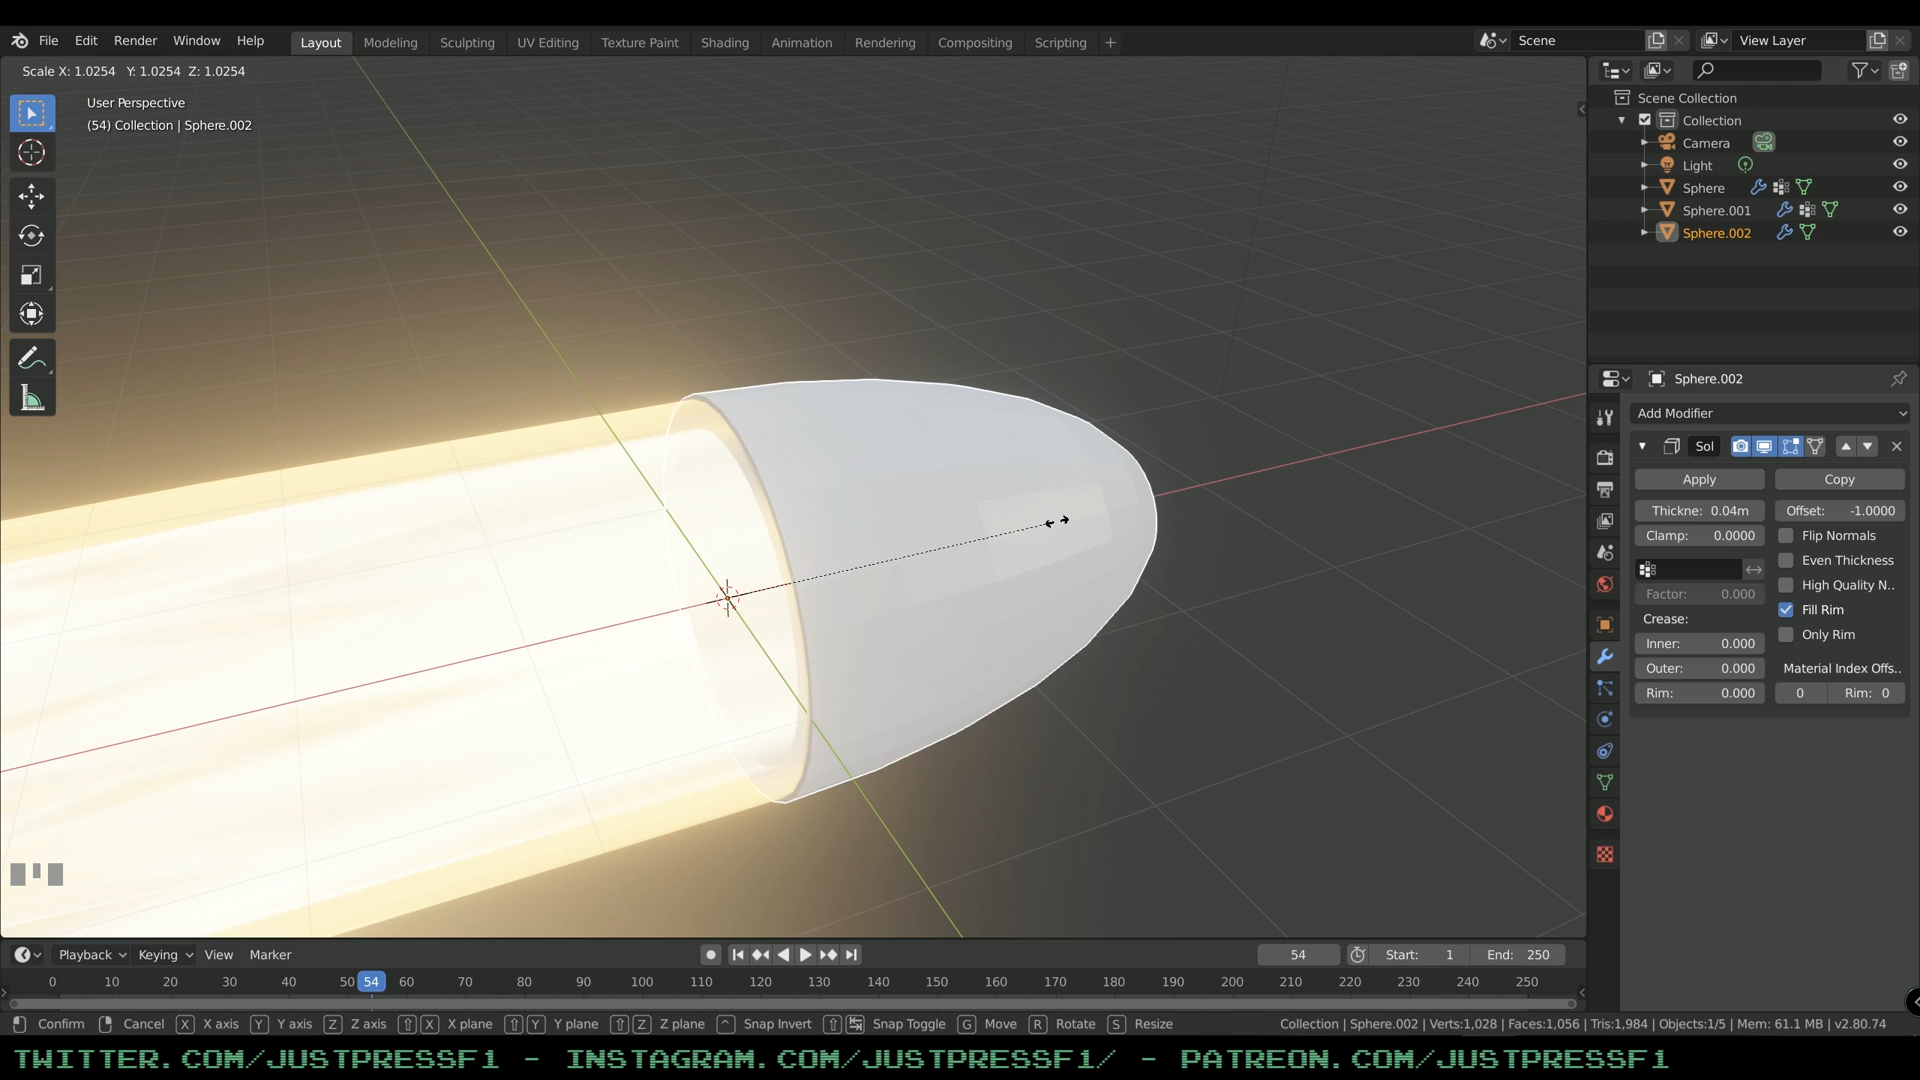 File Edit Render Window Help Layout Modeling Sculpting UV Editing Texture Paint Shading Animation Rendering Compositing Scripting + Scene View Layer
Scale X: 1.0254 Y: 1.0254 Z: 1.0254
User Perspective
(54) Collection | Sphere.002
Scene Collection
Collection
Camera
Light
Sphere
Sphere.001
Sphere.002
Sphere.002
Add Modifier
Sol
Apply Copy
Thickne: 0.04m Offset: -1.0000
Clamp: 0.0000 Flip Normals
Even Thickness
High Quality N..
Factor: 0.000
Fill Rim
Crease:
Only Rim
Inner: 0.000
Outer: 0.000 Material Index Offs..
Rim: 0.000 0 Rim: 0
Playback Keying View Marker 54 Start: 1 End: 250
0 10 20 30 40 50 54 60 70 80 90 100 110 120 130 140 150 160 170 180 190 200 210 220 230 240 250
Confirm Cancel X X axis Y Y axis Z Z axis X X plane Y Y plane Z Z plane Snap Invert Snap Toggle G Move R Rotate S Resize Collection | Sphere.002 | Verts:1,028 | Faces:1,056 | Tris:1,984 | Objects:1/5 | Mem: 61.1 MB | v2.80.74
TWITTER.COM/JUSTPRESSF1 - INSTAGRAM.COM/JUSTPRESSF1/ - PATREON.COM/JUSTPRESSF1